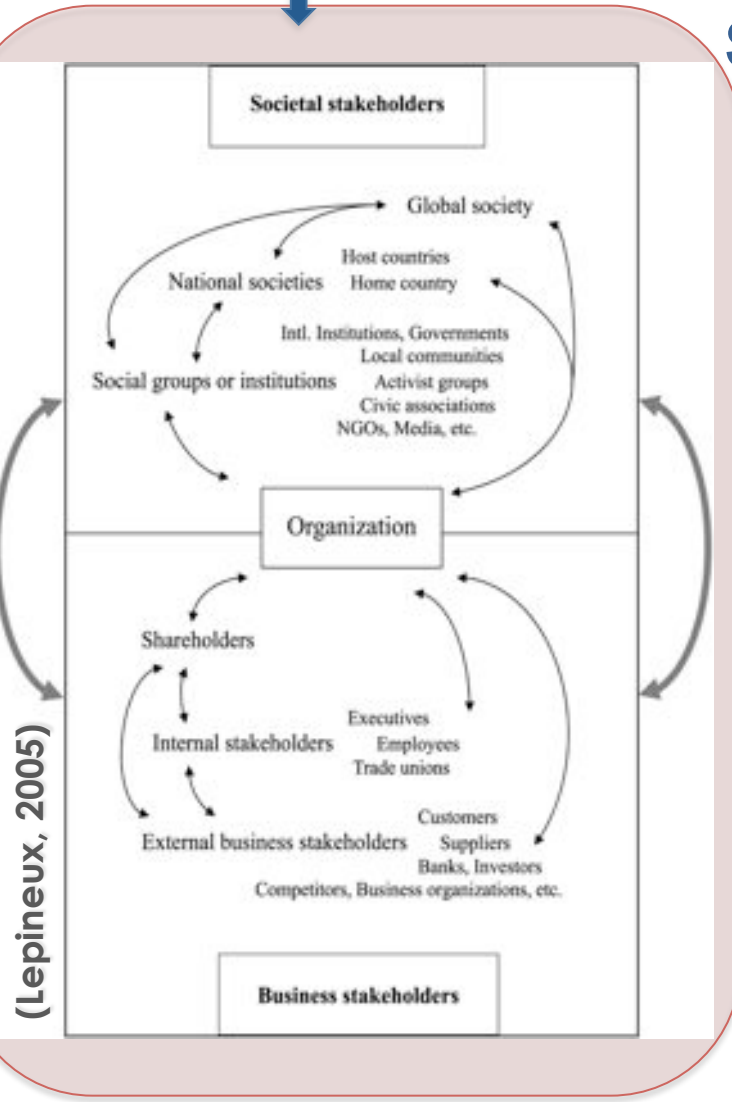 S
Societal stakeholders
Global society
Host countries
National societies
Home country
Intl. Institutions, Governments
Local communities
Social groups or institutions
Activist groups
Civic associations
NGOs, Media, etc.
Organization
Shareholders
Executives
Internal stakeholders
Employees
Trade unions
Customers
External business stakeholders
Suppliers
Banks, Investors
Competitors, Business organizations, etc.
Business stakeholders
(Lepineux, 2005)